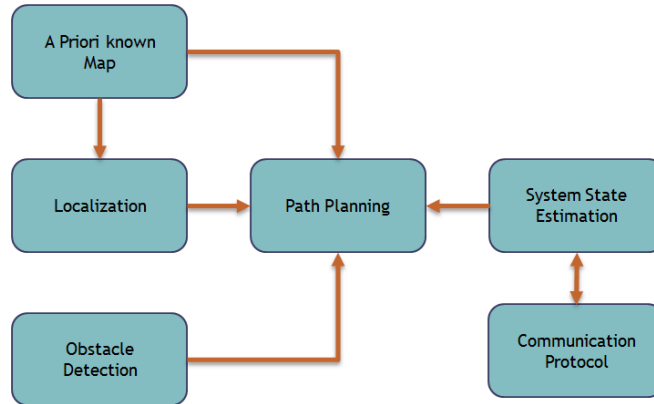 A Priori known
Map
Localization
Path Planning
System State
Estimation
Obstacle
Detection
Communication
Protocol